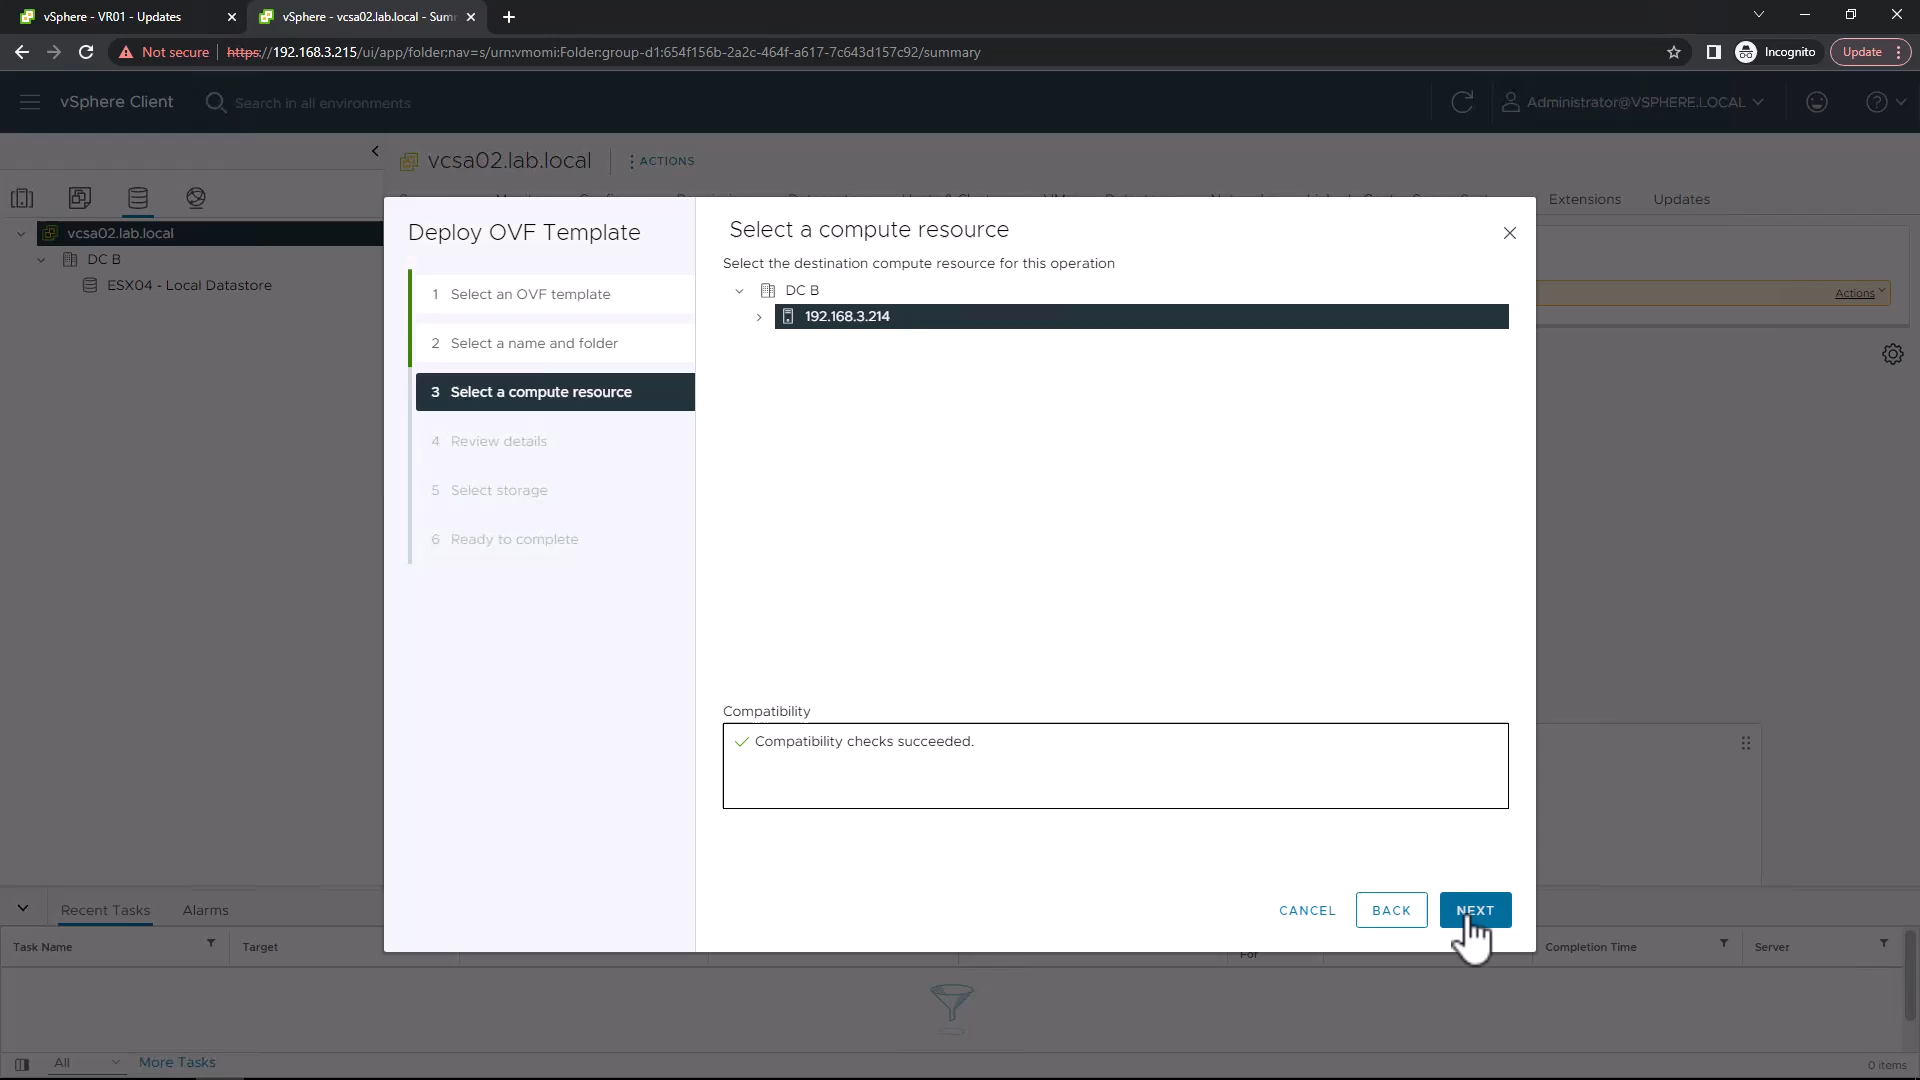 vSphere - VR01 - Updates
vSphere - vcsa02.lab.local - Sum
Not secure
https://192.168.3.215/ui/app/folder;nav=s/urn:vmomi:Folder:group-d1:654f156b-2a2c-464f-a617-7c643d157c92/summary
Incognito
Update
vSphere Client
Search in all environments
Administrator@VSPHERE.LOCAL
vcsa02.lab.local
ACTIONS
Extensions
Updates
vcsa02.lab.local
DC B
ESX04 - Local Datastore
Actions
Deploy OVF Template
1 Select an OVF template
2 Select a name and folder
3 Select a compute resource
4 Review details
5 Select storage
6 Ready to complete
Select a compute resource
Select the destination compute resource for this operation
DC B
192.168.3.214
Compatibility
Compatibility checks succeeded.
CANCEL
BACK
NEXT
Recent Tasks
Alarms
Task Name
Target
For
Completion Time
Server
All
More Tasks
0 items